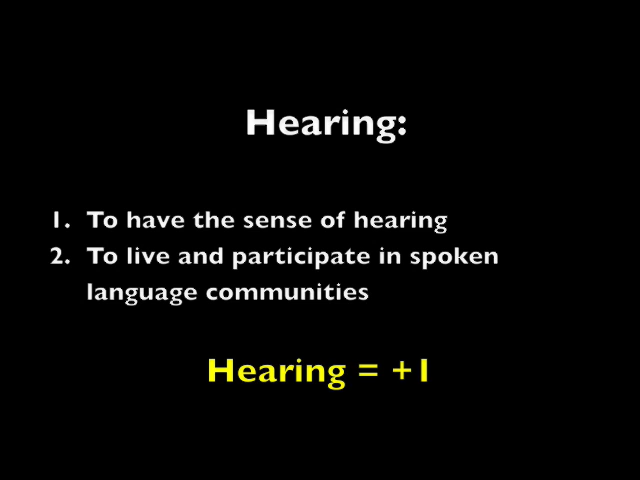 Hearing:
1. To have the sense of hearing
2. To live and participate in spoken
language communities
Hearing = +1